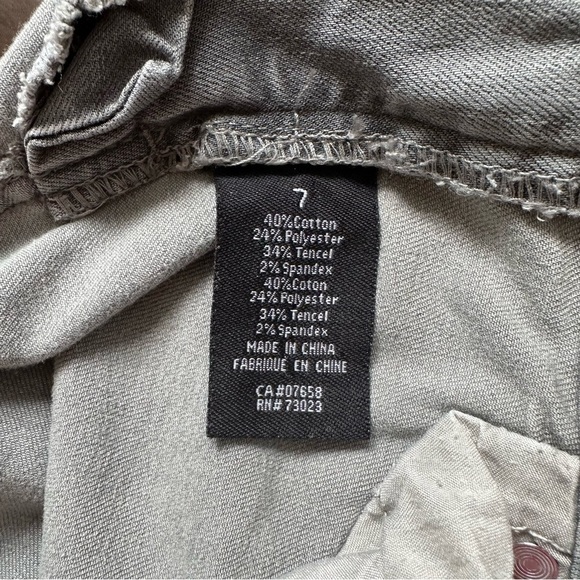 7
40%Cotton
24% Polyester
34% Tencel
2% Spandex
40%Coton
24% Polyester
34% Tencel
2% Spandex
MADE IN CHINA
FABRIQUÉ EN CHINE
CA#07658
RN# 73023